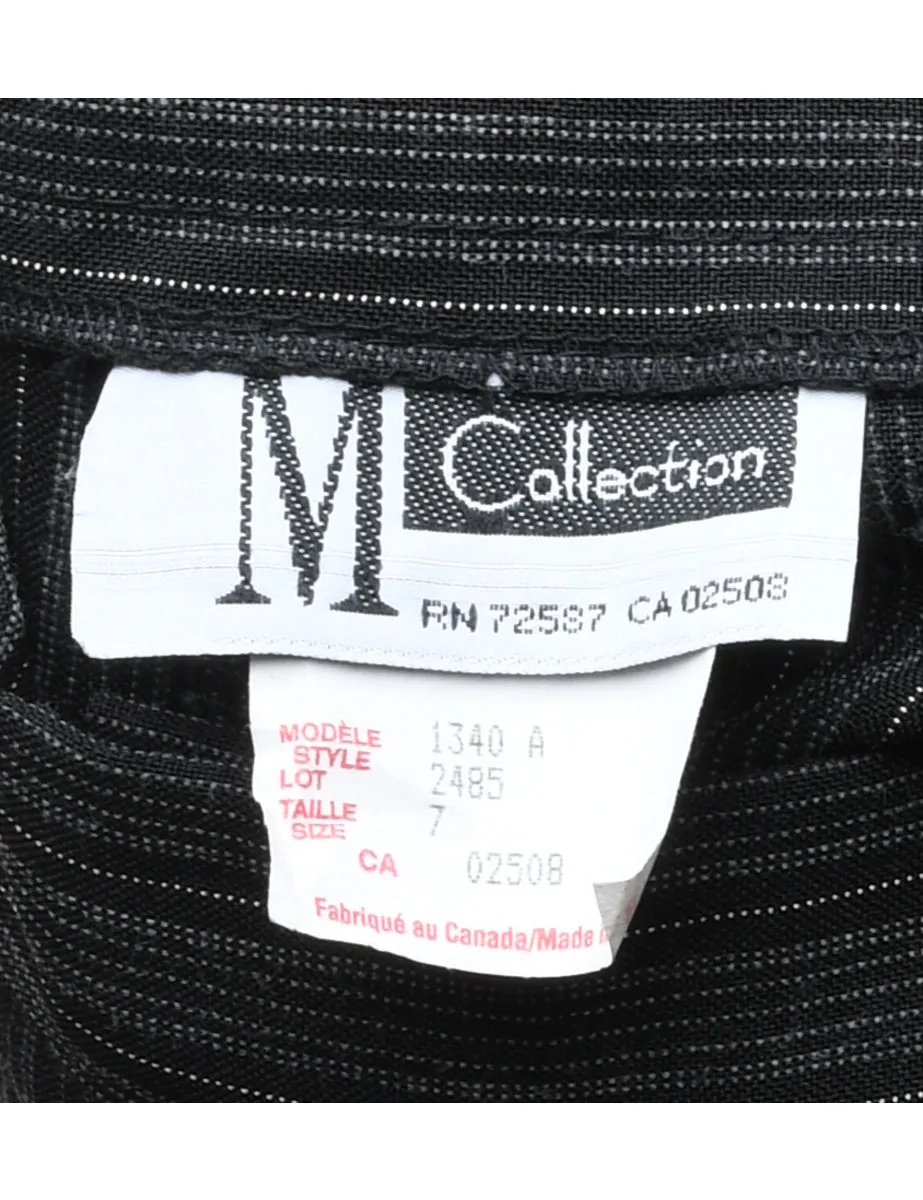 M Collection
RN 72587 CA 02508
MODÈLE 1340 A
STYLE
LOT 2485
TAILLE 7
SIZE
CA 02508
Fabriqué au Canada/Made